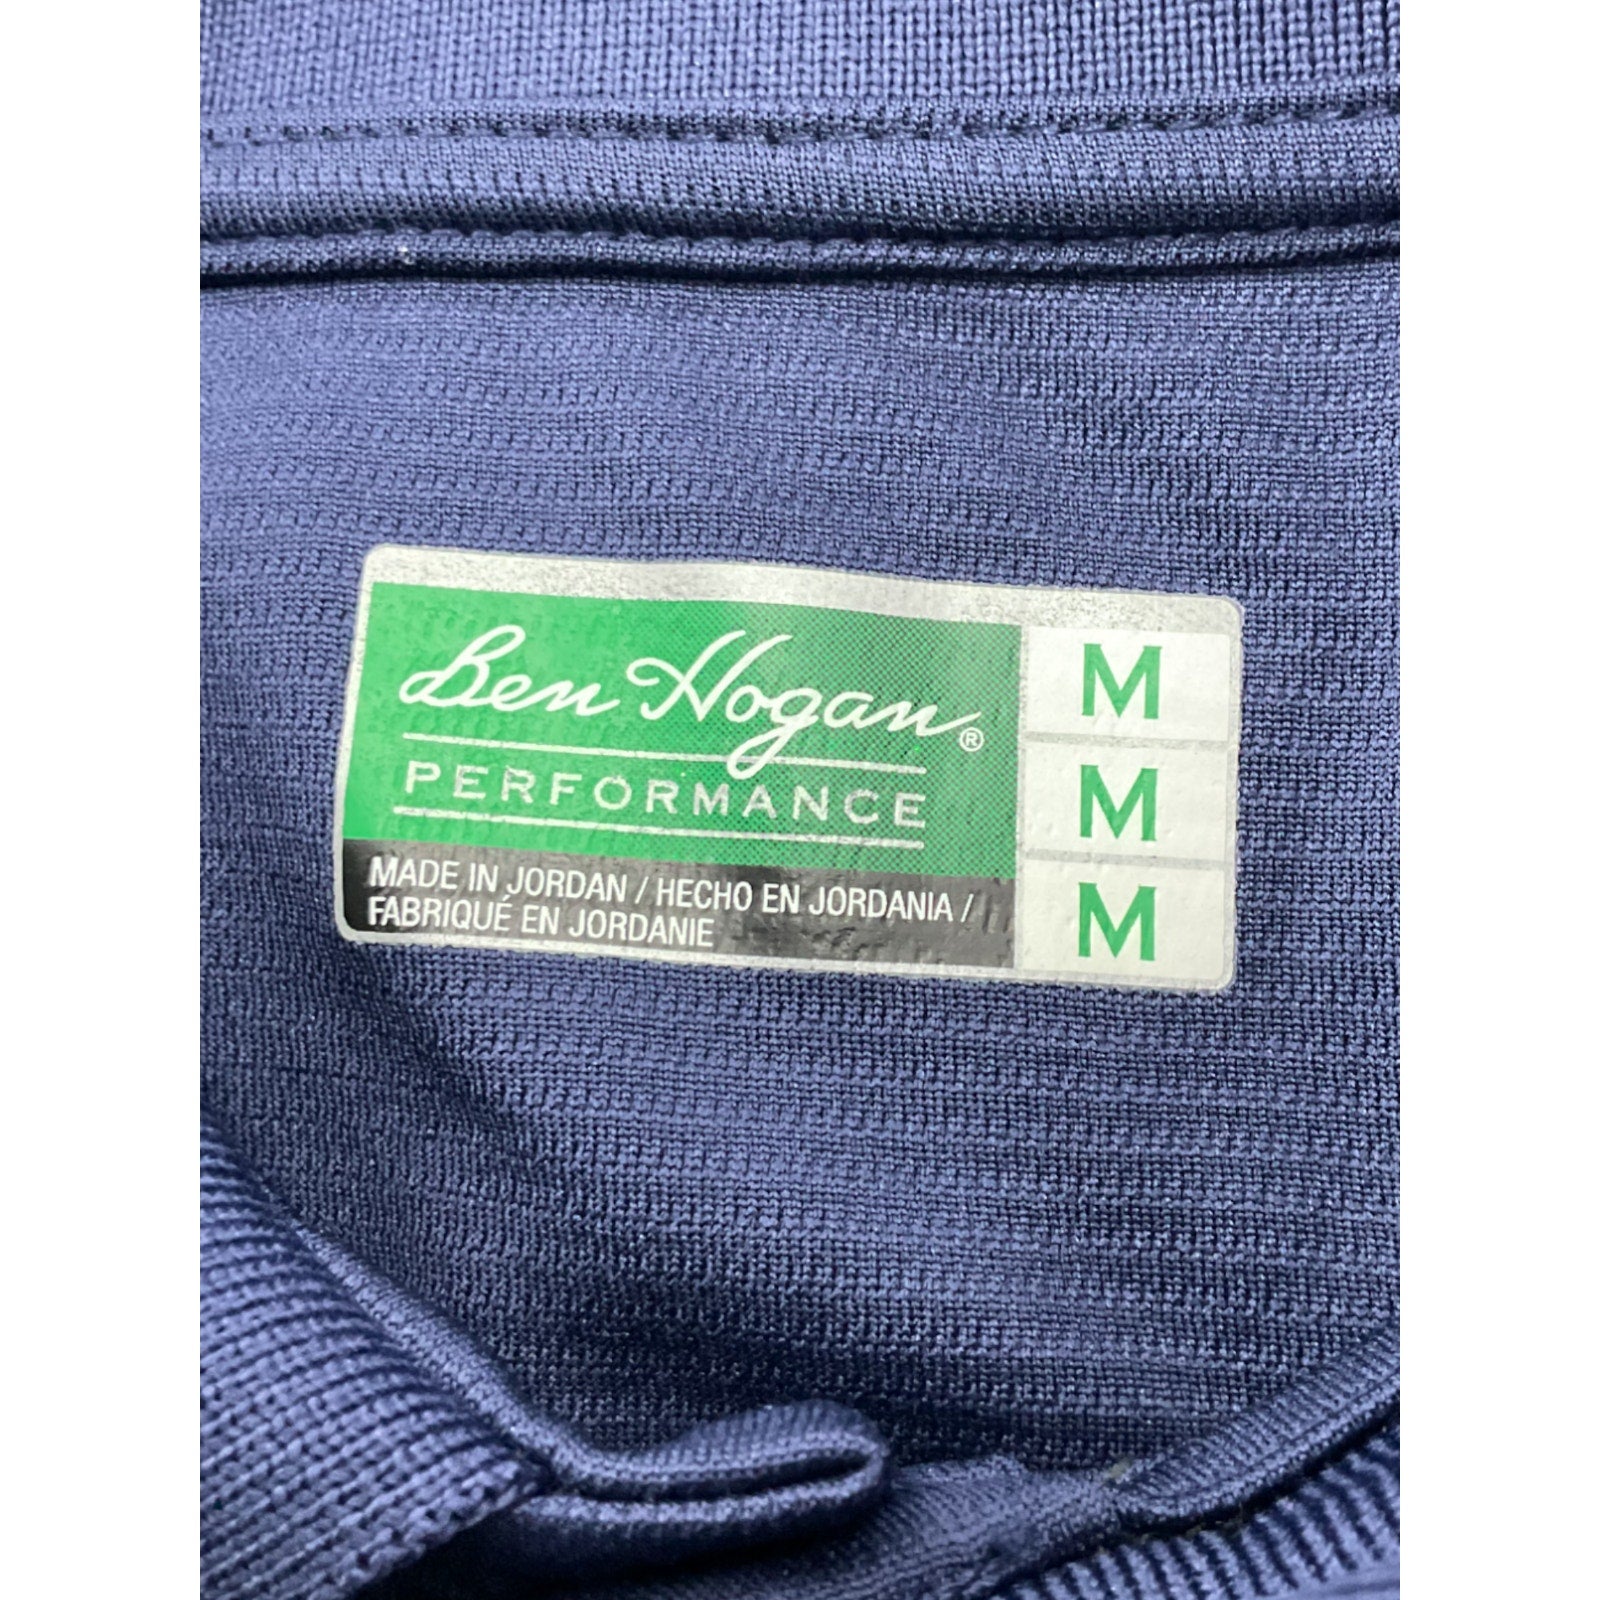 Ben Hogan®
PERFORMANCE
MADE IN JORDAN / HECHO EN JORDANIA /
FABRIQUÉ EN JORDANIE
M
M
M